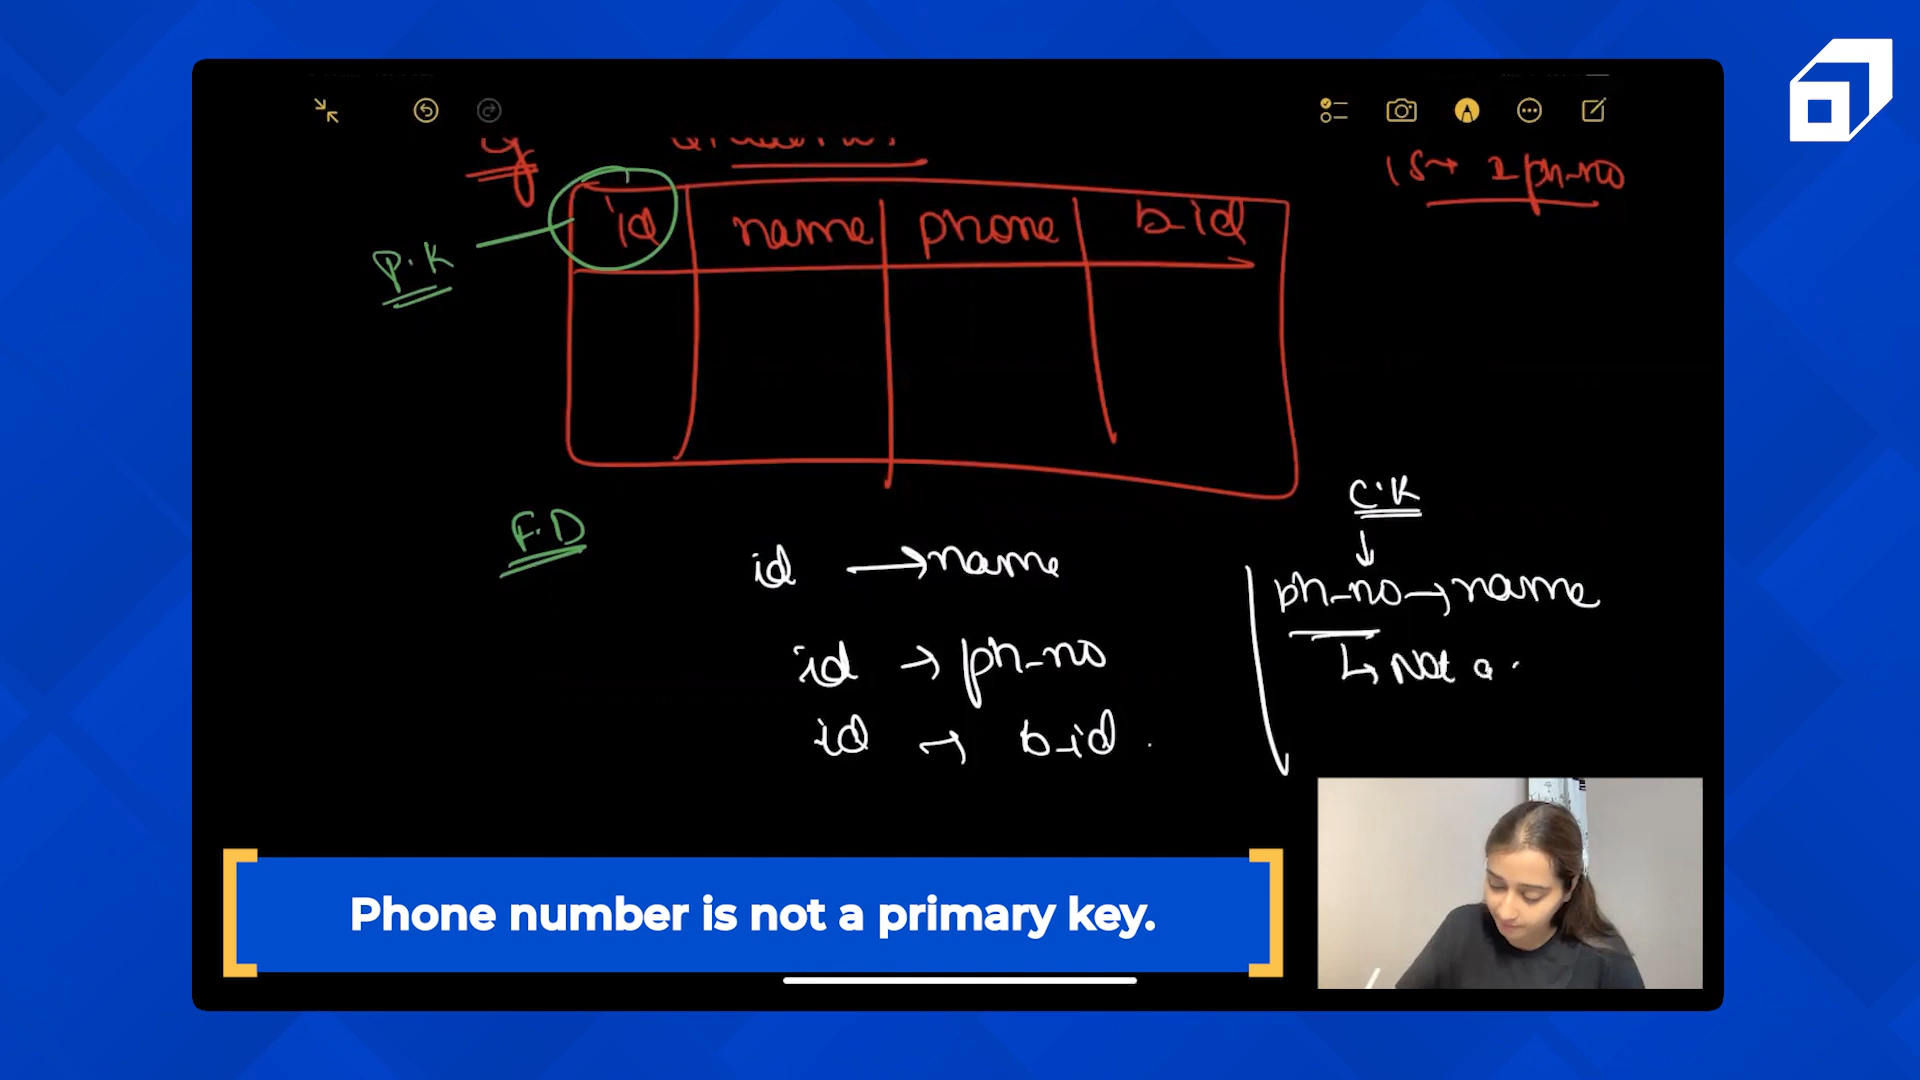 1S→ 1 ph-no
id name phone b-id
P.K
F.D
C.K
↓
id → name
ph-no → name
id → ph-no
↳ Not a
id → b-id .
Phone number is not a primary key.